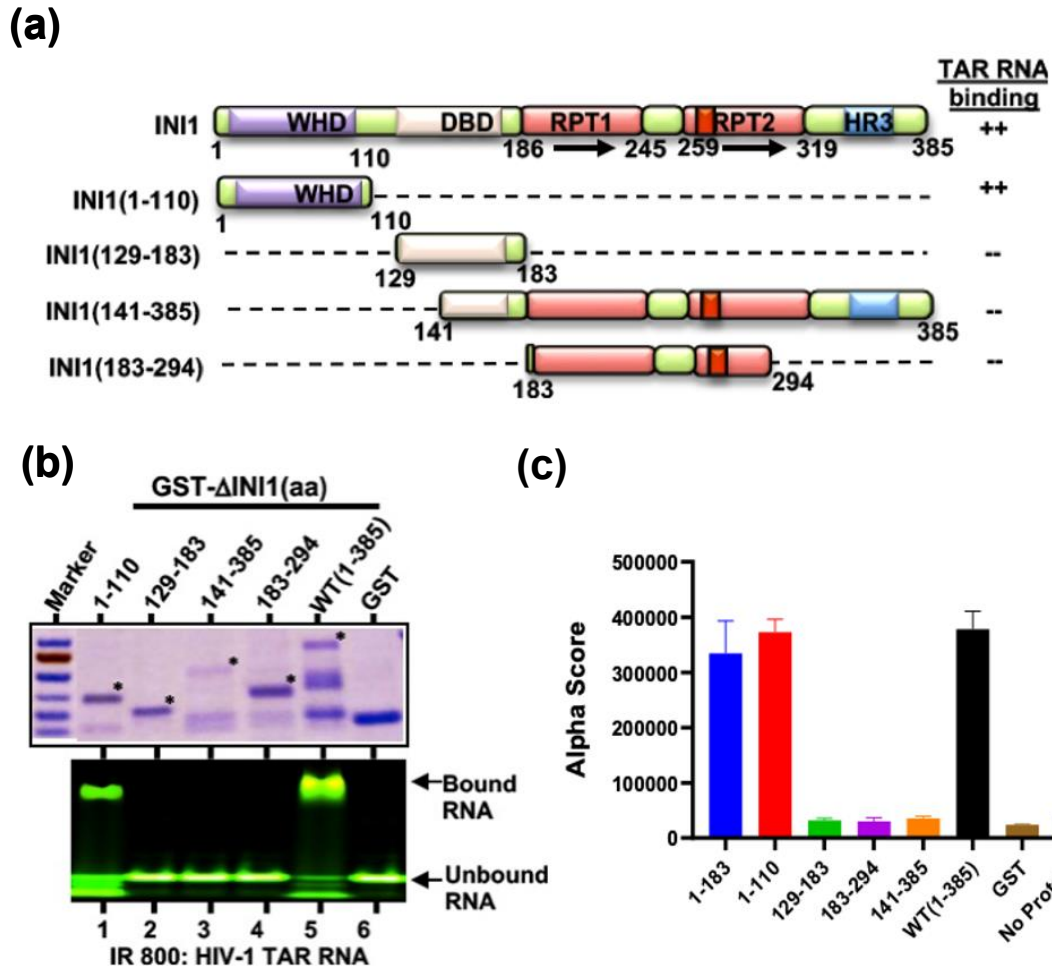 (a)
TAR RNA
binding
INI1 WHD DBD RPT1 RPT2 HR3 ++
1 110 186 245 259 319 385
INI1(1-110) WHD ++
1 110
INI1(129-183) --
129 183
INI1(141-385) --
141 385
INI1(183-294) --
183 294
(b)
GST-ΔINI1(aa)
Marker 1-110 129-183 141-385 183-294 WT(1-385) GST
* * * * *
Bound
RNA
Unbound
RNA
1 2 3 4 5 6
IR 800: HIV-1 TAR RNA
(c)
Alpha Score
500000
400000
300000
200000
100000
0
1-183 1-110 129-183 183-294 141-385 WT(1-385) GST No Prot